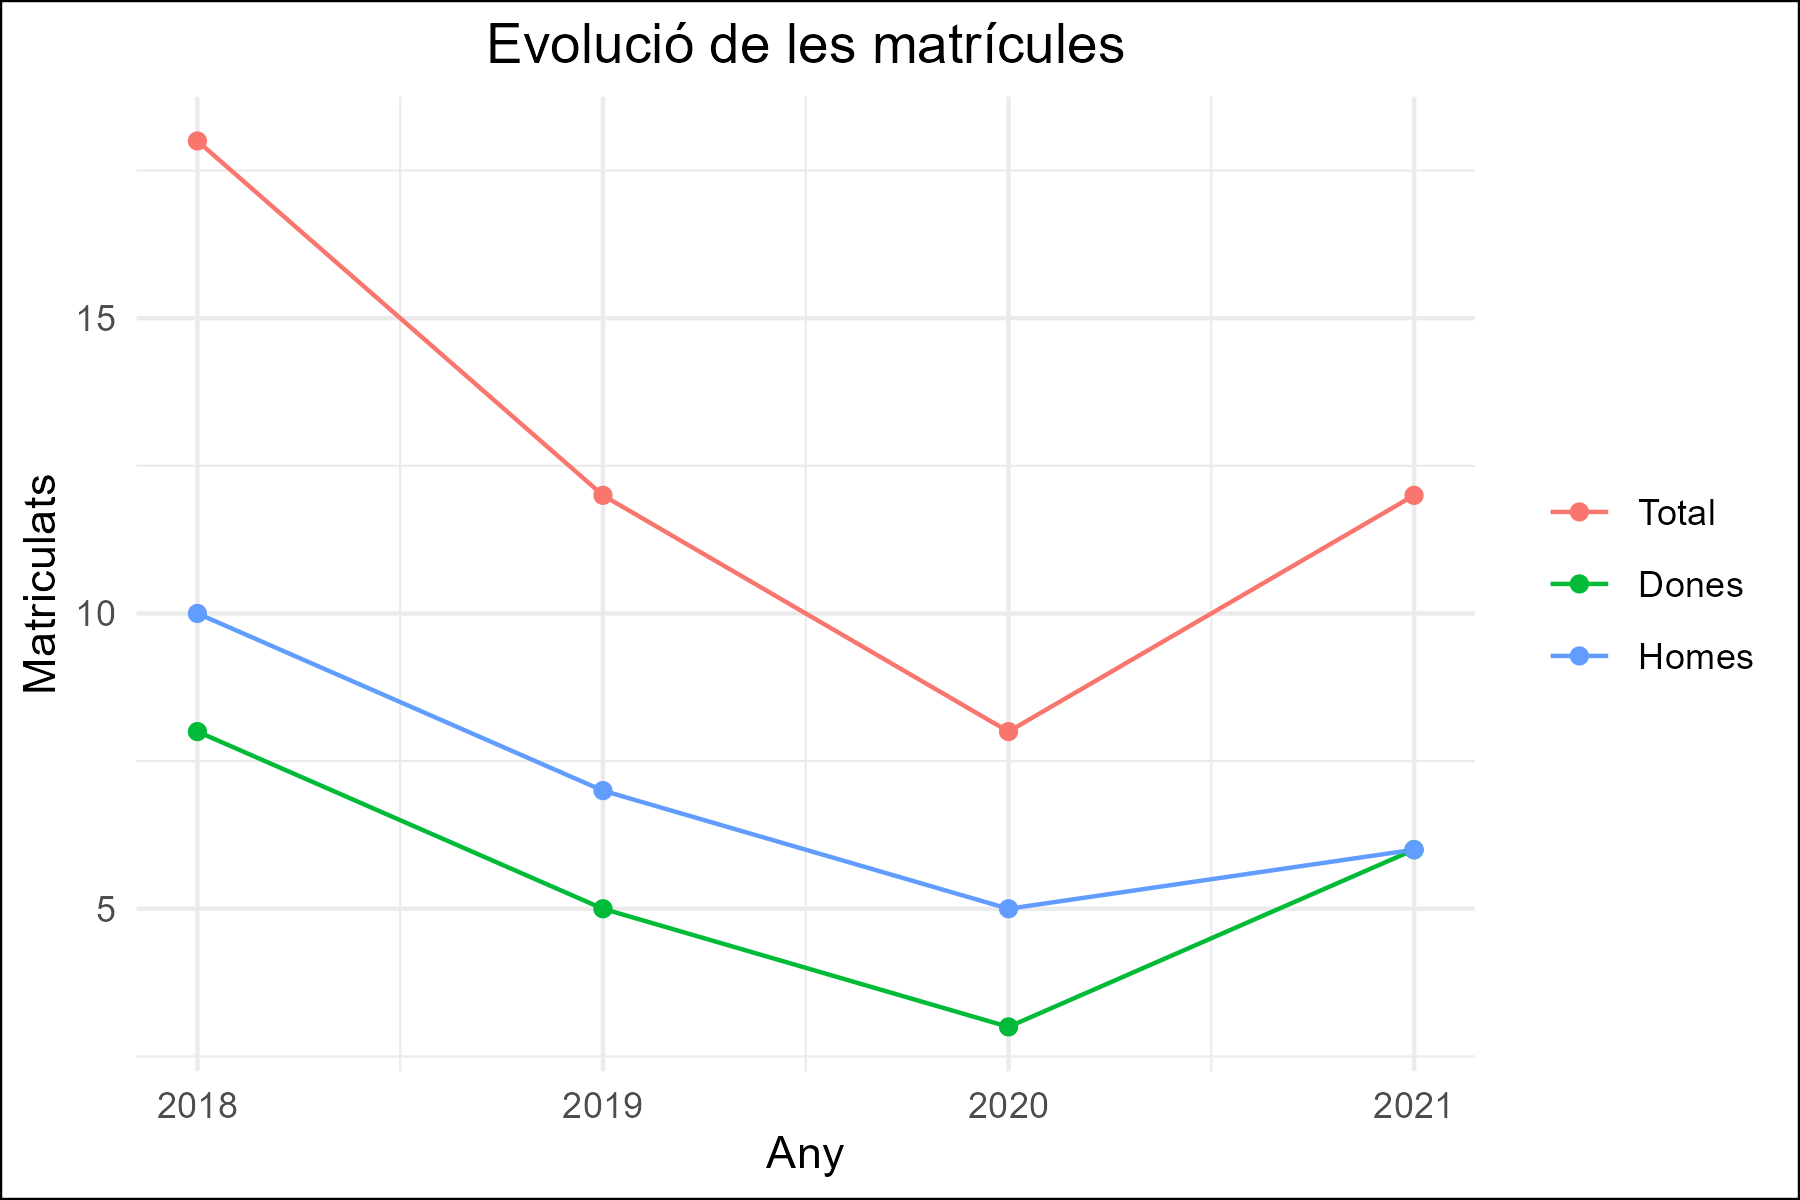 Evolució de les matrícules
Matriculats
15
10
5
2018 2019 2020 2021
Any
Total
Dones
Homes